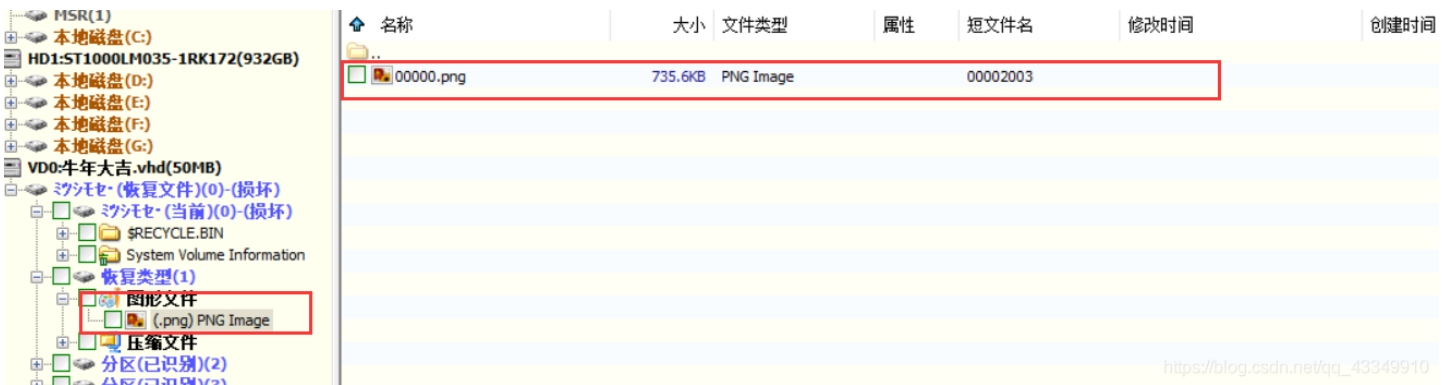 MSR(1)
本地磁盘(C:)
HD1:ST1000LM035-1RK172(932GB)
本地磁盘(D:)
本地磁盘(E:)
本地磁盘(F:)
本地磁盘(G:)
VD0:牛年大吉.vhd(50MB)
ﾐﾂｼﾓｾ･(恢复文件)(0)-(损坏)
ﾐﾂｼﾓｾ･(当前)(0)-(损坏)
$RECYCLE.BIN
System Volume Information
恢复类型(1)
图形文件
(.png) PNG Image
压缩文件
分区(已识别)(2)
分区(已识别)(3)
名称 大小 文件类型 属性 短文件名 修改时间 创建时间
..
00000.png 735.6KB PNG Image 00002003
https://blog.csdn.net/qq_43349910